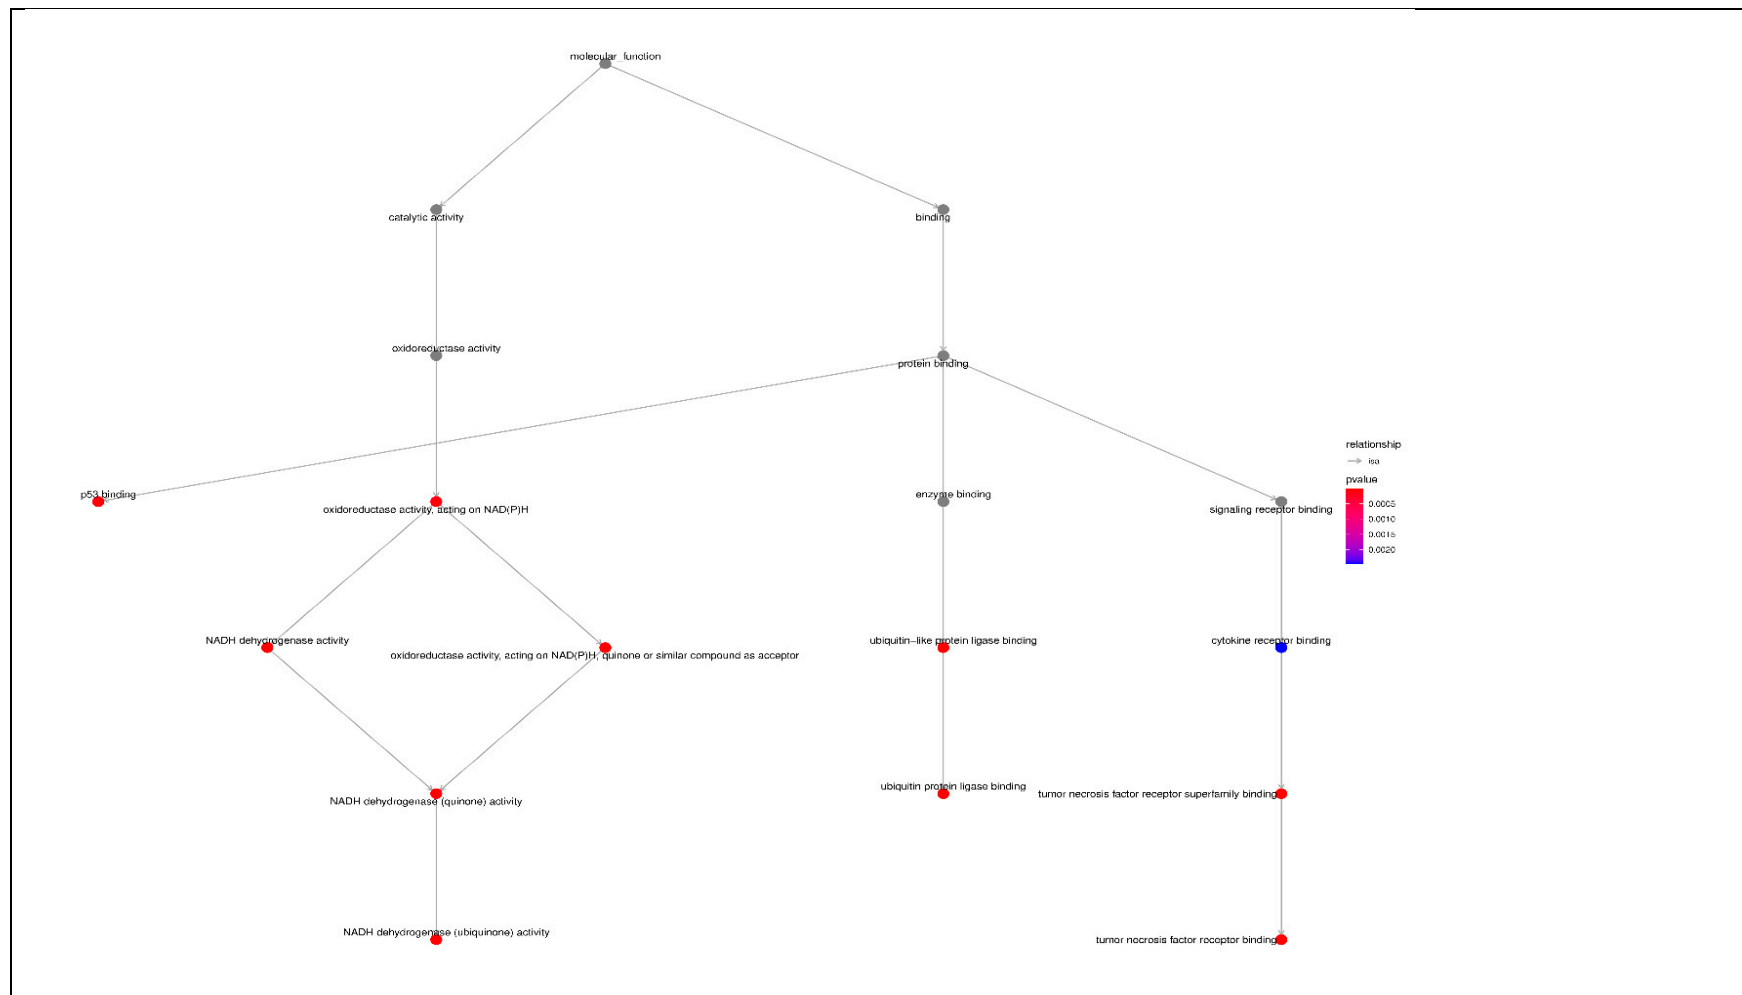 molecular_function
catalytic activity
binding
oxidoreductase activity
protein binding
relationship
isa
pvalue
0.0005
0.0010
0.0015
0.0020
p53 binding
oxidoreductase activity, acting on NAD(P)H
enzyme binding
signaling receptor binding
NADH dehydrogenase activity
oxidoreductase activity, acting on NAD(P)H, quinone or similar compound as acceptor
ubiquitin−like protein ligase binding
cytokine receptor binding
NADH dehydrogenase (quinone) activity
ubiquitin protein ligase binding
tumor necrosis factor receptor superfamily binding
NADH dehydrogenase (ubiquinone) activity
tumor necrosis factor receptor binding